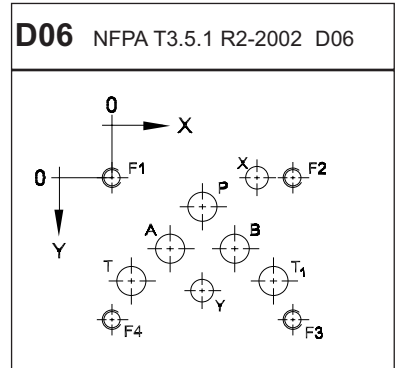 D06 NFPA T3.5.1 R2-2002 D06
0
X
0 F1 X F2
P
Y
A B
T T1
Y
F4 F3